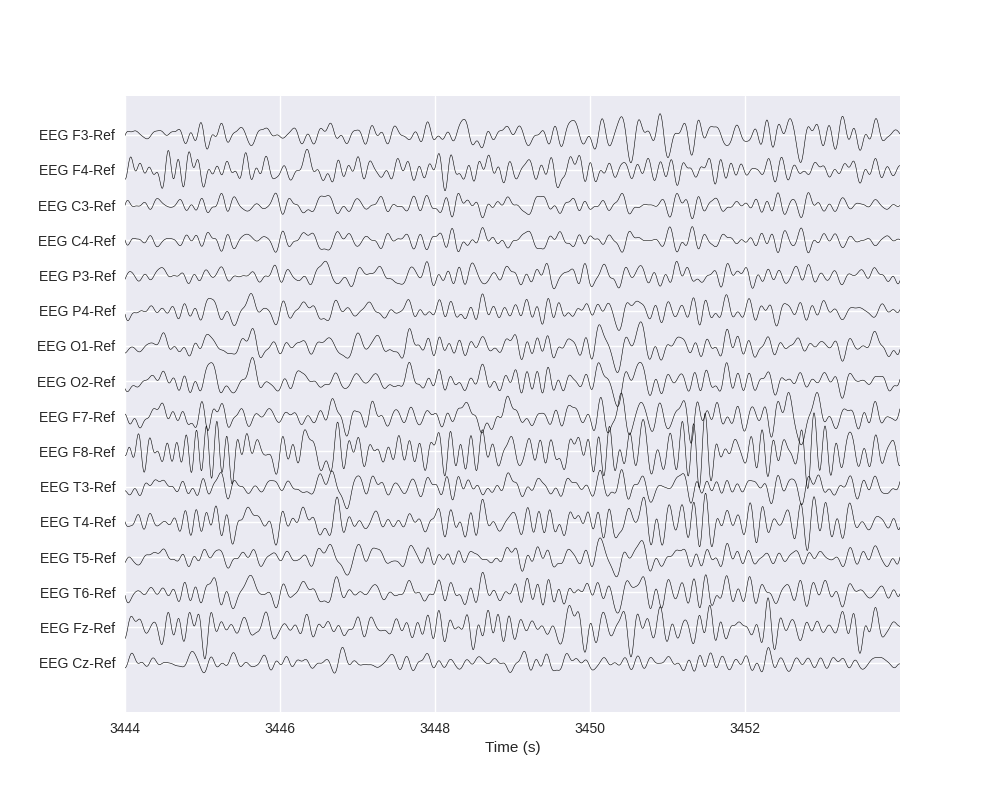 EEG F3-Ref
EEG F4-Ref
EEG C3-Ref
EEG C4-Ref
EEG P3-Ref
EEG P4-Ref
EEG O1-Ref
EEG O2-Ref
EEG F7-Ref
EEG F8-Ref
EEG T3-Ref
EEG T4-Ref
EEG T5-Ref
EEG T6-Ref
EEG Fz-Ref
EEG Cz-Ref
3444 3446 3448 3450 3452
Time (s)